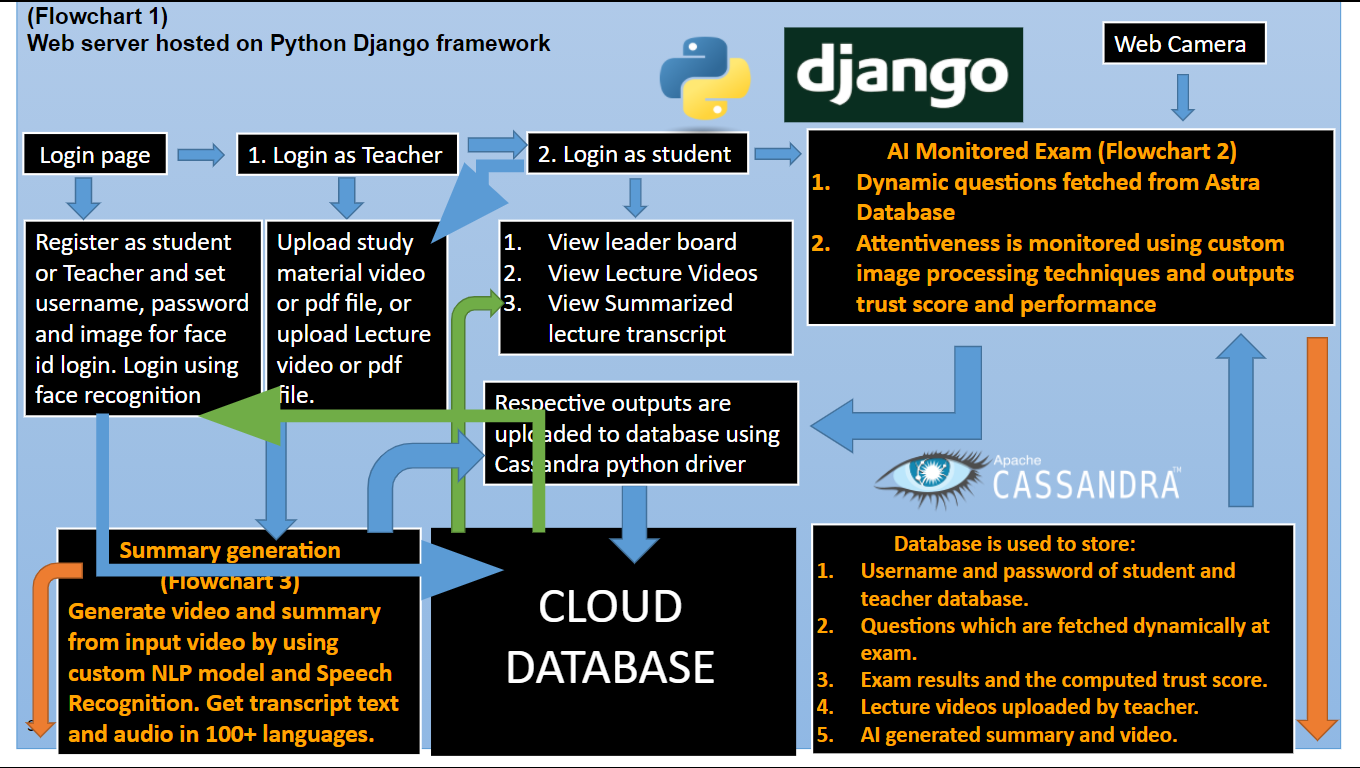 (Flowchart 1)
Web server hosted on Python Django framework
django
Web Camera
Login page
1. Login as Teacher
2. Login as student
AI Monitored Exam (Flowchart 2)
1. Dynamic questions fetched from Astra
Database
2. Attentiveness is monitored using custom
image processing techniques and outputs
trust score and performance
Register as student
or Teacher and set
username, password
and image for face
id login. Login using
face recognition
Upload study
material video
or pdf file, or
upload Lecture
video or pdf
file.
1. View leader board
2. View Lecture Videos
3. View Summarized
lecture transcript
Respective outputs are
uploaded to database using
Cassandra python driver
Apache
CASSANDRA™
Summary generation
(Flowchart 3)
Generate video and summary
from input video by using
custom NLP model and Speech
Recognition. Get transcript text
and audio in 100+ languages.
CLOUD
DATABASE
Database is used to store:
1. Username and password of student and
teacher database.
2. Questions which are fetched dynamically at
exam.
3. Exam results and the computed trust score.
4. Lecture videos uploaded by teacher.
5. AI generated summary and video.